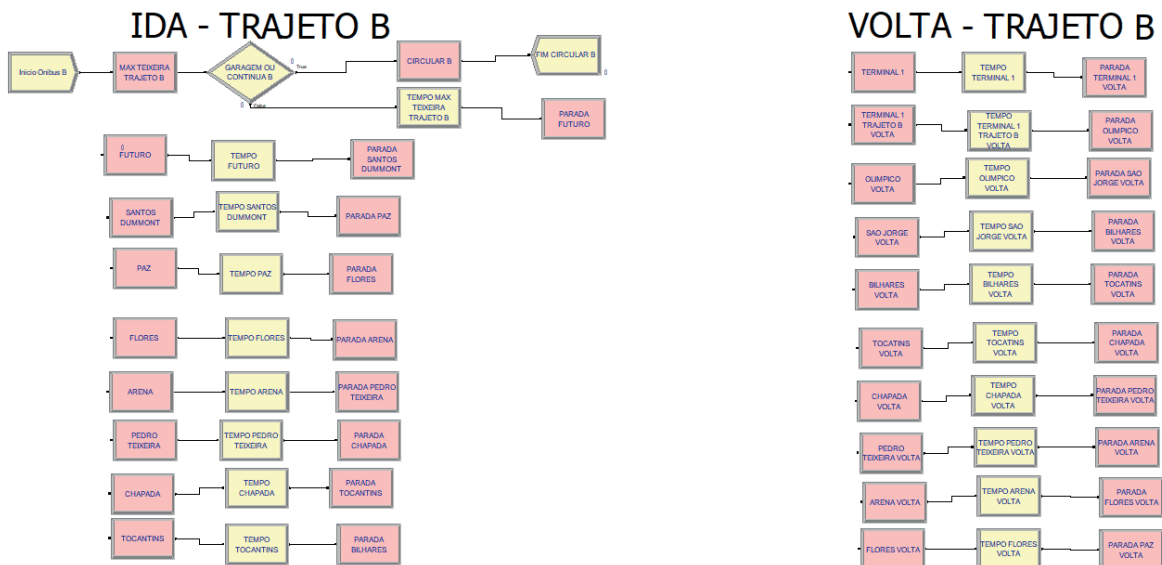 IDA - TRAJETO B
Inicio Onibus B
MAX TEIXEIRA
TRAJETO B
GARAGEM OU
CONTINUA B
0
True
0
False
CIRCULAR B
FIM CIRCULAR B
0
TEMPO MAX
TEIXEIRA
TRAJETO B
PARADA
FUTURO
0
FUTURO
TEMPO
FUTURO
PARADA
SANTOS
DUMMONT
SANTOS
DUMMONT
TEMPO SANTOS
DUMMONT
PARADA PAZ
PAZ
TEMPO PAZ
PARADA
FLORES
FLORES
TEMPO FLORES
PARADA ARENA
ARENA
TEMPO ARENA
PARADA PEDRO
TEIXEIRA
PEDRO
TEIXEIRA
TEMPO PEDRO
TEIXEIRA
PARADA
CHAPADA
CHAPADA
TEMPO
CHAPADA
PARADA
TOCANTINS
TOCANTINS
TEMPO
TOCANTINS
PARADA
BILHARES
VOLTA - TRAJETO B
TERMINAL 1
TEMPO
TERMINAL 1
PARADA
TERMINAL 1
VOLTA
TERMINAL 1
TRAJETO B
VOLTA
TEMPO
TERMINAL 1
TRAJETO B
VOLTA
PARADA
OLIMPICO
VOLTA
OLIMPICO
VOLTA
TEMPO
OLIMPICO
VOLTA
PARADA SAO
JORGE VOLTA
SAO JORGE
VOLTA
TEMPO SAO
JORGE VOLTA
PARADA
BILHARES
VOLTA
BILHARES
VOLTA
TEMPO
BILHARES
VOLTA
PARADA
TOCATINS
VOLTA
TOCATINS
VOLTA
TEMPO
TOCATINS
VOLTA
PARADA
CHAPADA
VOLTA
CHAPADA
VOLTA
TEMPO
CHAPADA
VOLTA
PARADA PEDRO
TEIXEIRA VOLTA
PEDRO
TEIXEIRA VOLTA
TEMPO PEDRO
TEIXEIRA VOLTA
PARADA ARENA
VOLTA
ARENA VOLTA
TEMPO ARENA
VOLTA
PARADA
FLORES VOLTA
FLORES VOLTA
TEMPO FLORES
VOLTA
PARADA PAZ
VOLTA